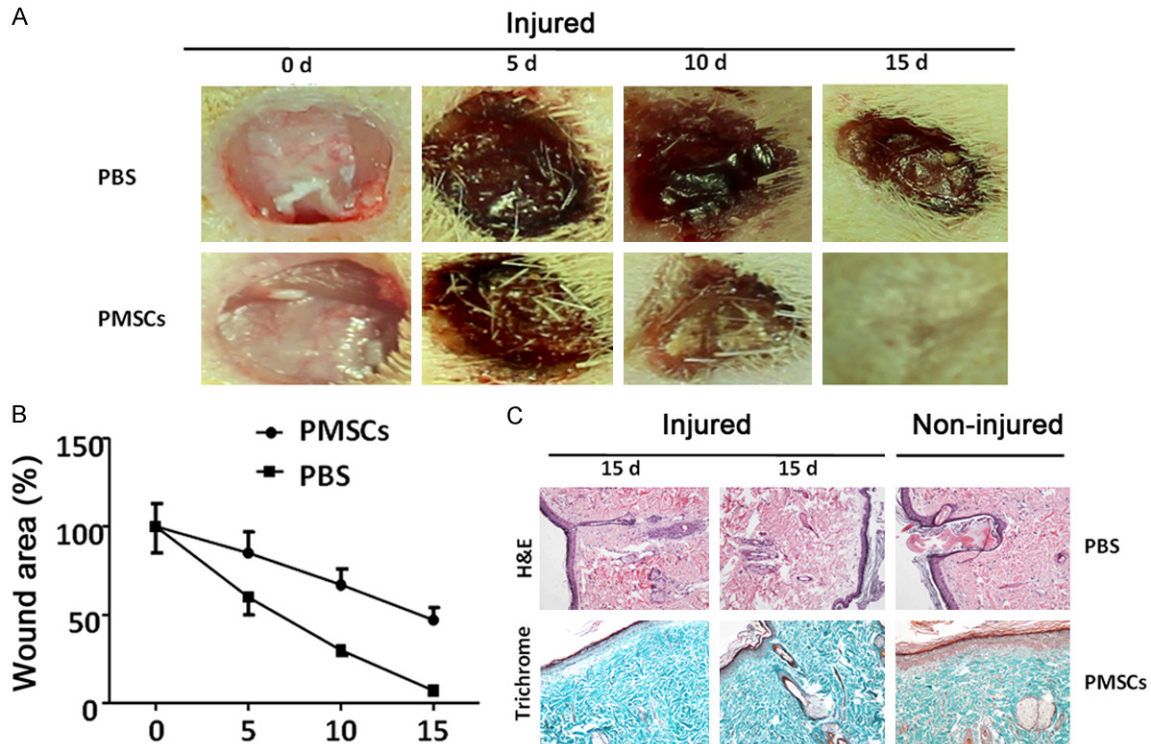 A
Injured
0 d 5 d 10 d 15 d
PBS
PMSCs
B
150
100
50
0
Wound area (%)
PMSCs
PBS
0 5 10 15
C
Injured Non-injured
15 d 15 d
H&E
PBS
Trichrome
PMSCs